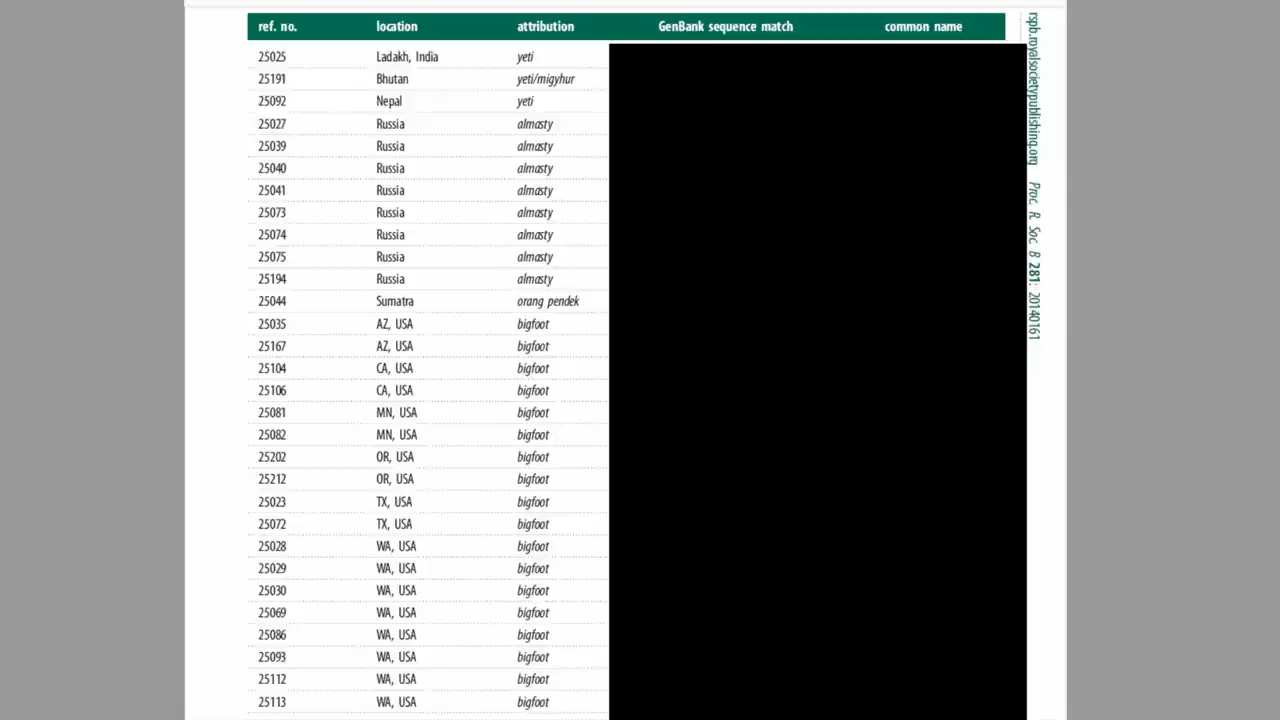 ref. no. location attribution GenBank sequence match common name
25025 Ladakh, India yeti
25191 Bhutan yeti/migyhur
25092 Nepal yeti
25027 Russia almasty
25039 Russia almasty
25040 Russia almasty
25041 Russia almasty
25073 Russia almasty
25074 Russia almasty
25075 Russia almasty
25194 Russia almasty
25044 Sumatra orang pendek
25035 AZ, USA bigfoot
25167 AZ, USA bigfoot
25104 CA, USA bigfoot
25106 CA, USA bigfoot
25081 MN, USA bigfoot
25082 MN, USA bigfoot
25202 OR, USA bigfoot
25212 OR, USA bigfoot
25023 TX, USA bigfoot
25072 TX, USA bigfoot
25028 WA, USA bigfoot
25029 WA, USA bigfoot
25030 WA, USA bigfoot
25069 WA, USA bigfoot
25086 WA, USA bigfoot
25093 WA, USA bigfoot
25112 WA, USA bigfoot
25113 WA, USA bigfoot
rspb.royalsocietypublishing.org Proc. R. Soc. B 281: 20140161